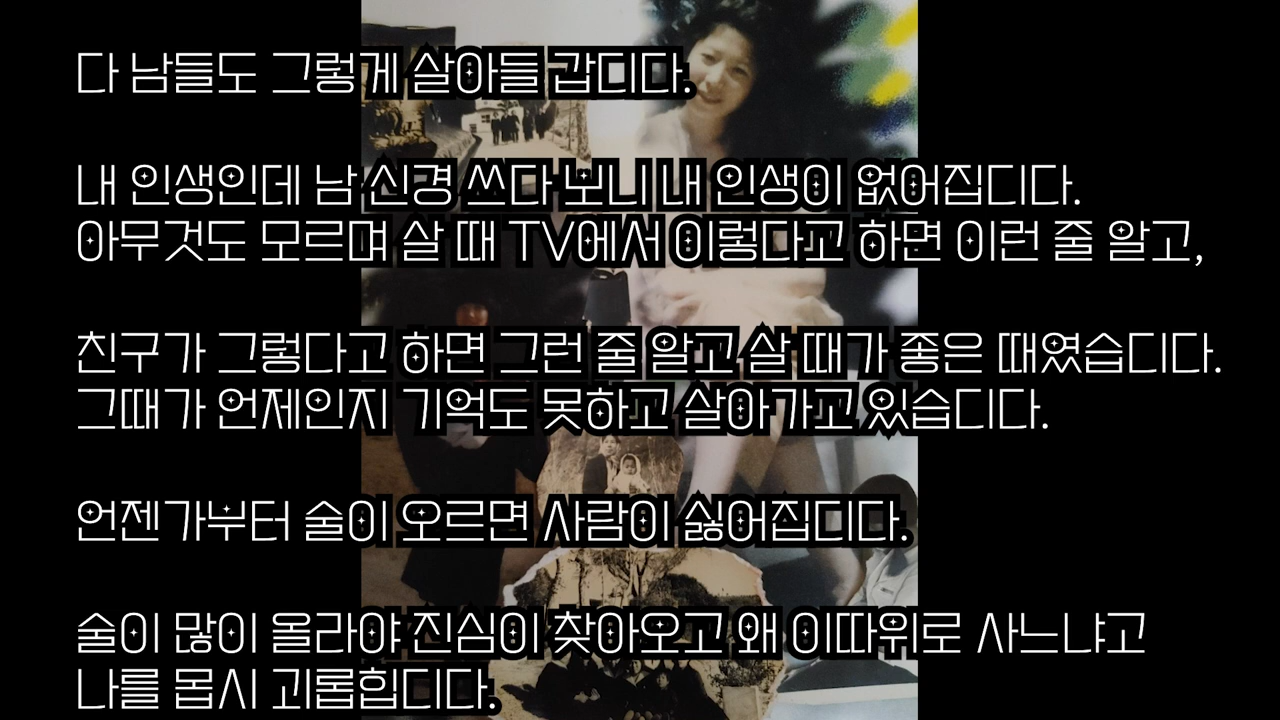 다 남들도 그렇게 살아들 갑디다.
내 인생인데 남 신경 쓰다 보니 내 인생이 없어집디다.
아무것도 모르며 살 때 TV에서 이렇다고 하면 이런 줄 알고,
친구가 그렇다고 하면 그런 줄 알고 살 때가 좋은 때였습디다.
그때가 언제인지 기억도 못하고 살아가고 있습디다.
언젠가부터 술이 오르면 사람이 싫어집디다.
술이 많이 올라야 진심이 찾아오고 왜 이따위로 사느냐고
나를 몹시 괴롭힙디다.